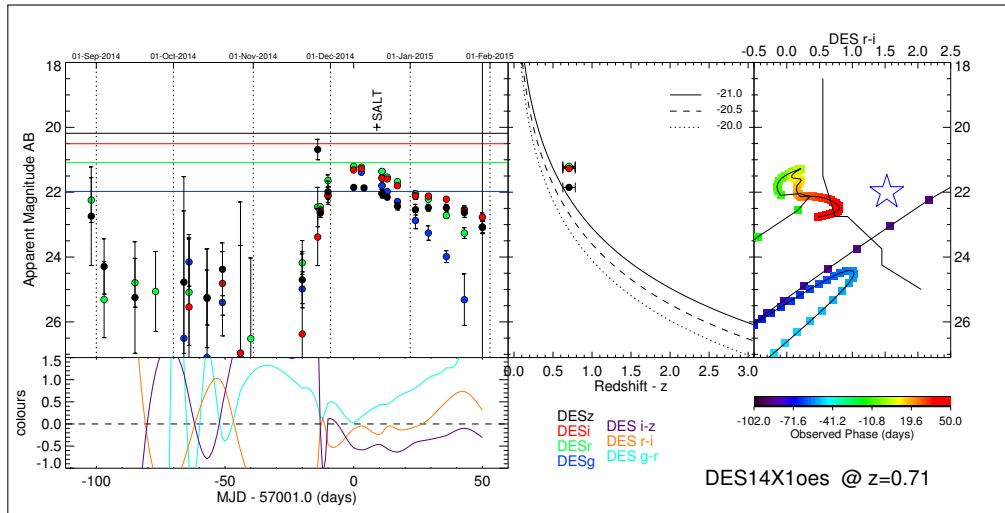 DES r-i
-0.5 0.0 0.5 1.0 1.5 2.0 2.5
01-Sep-2014 01-Oct-2014 01-Nov-2014 01-Dec-2014 01-Jan-2015 01-Feb-2015
18
20
22
24
26
Apparent Magnitude AB
+ SALT
-21.0
-20.5
-20.0
18
20
22
24
26
1.5
1.0
0.5
0.0
-0.5
-1.0
colours
-100 -50 0 50
MJD - 57001.0 (days)
0.0 0.5 1.0 1.5 2.0 2.5 3.0
Redshift - z
DESz
DESi
DESr
DESg
DES i-z
DES r-i
DES g-r
-102.0 -71.6 -41.2 -10.8 19.6 50.0
Observed Phase (days)
DES14X1oes @ z=0.71